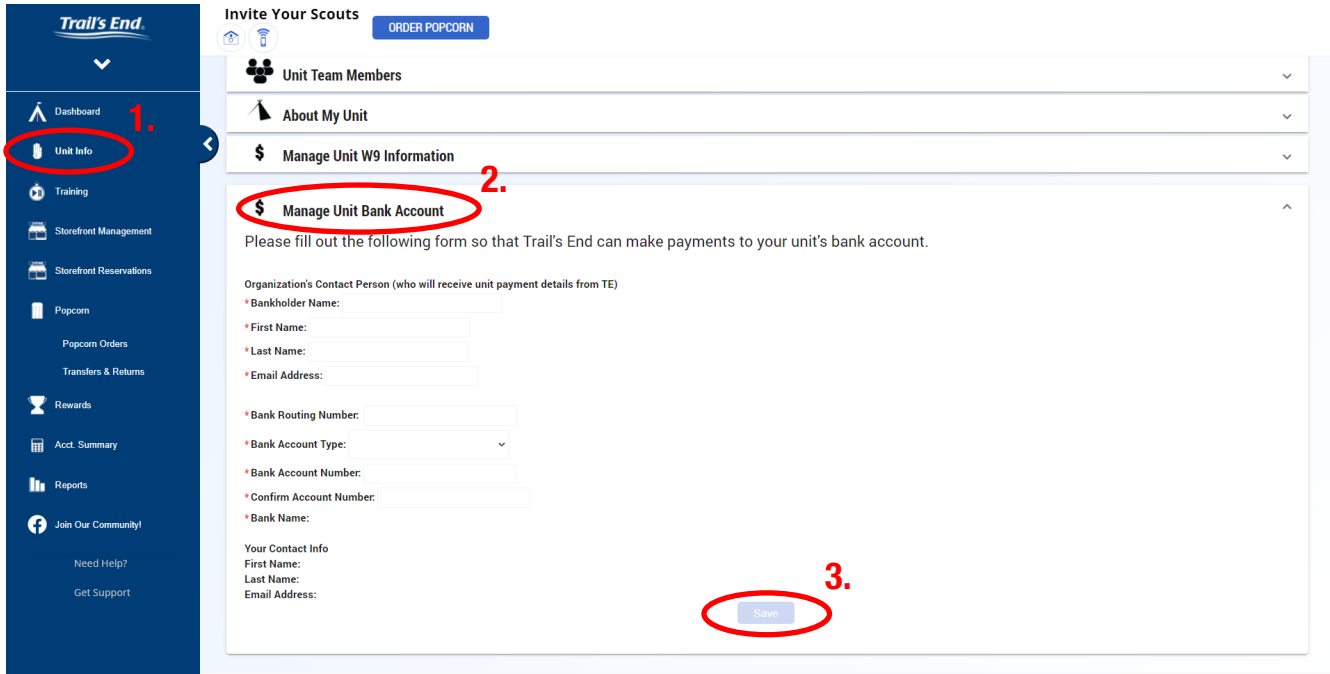 Trail's End®
Dashboard
1.
Unit Info
Training
Storefront Management
Storefront Reservations
Popcorn
Popcorn Orders
Transfers & Returns
Rewards
Acct. Summary
Reports
Join Our Community!
Need Help?
Get Support
Invite Your Scouts
ORDER POPCORN
Unit Team Members
About My Unit
$ Manage Unit W9 Information
2.
$ Manage Unit Bank Account
Please fill out the following form so that Trail's End can make payments to your unit's bank account.
Organization's Contact Person (who will receive unit payment details from TE)
* Bankholder Name:
* First Name:
* Last Name:
* Email Address:
* Bank Routing Number:
* Bank Account Type:
* Bank Account Number:
* Confirm Account Number:
* Bank Name:
Your Contact Info
First Name:
Last Name:
Email Address:
3.
Save